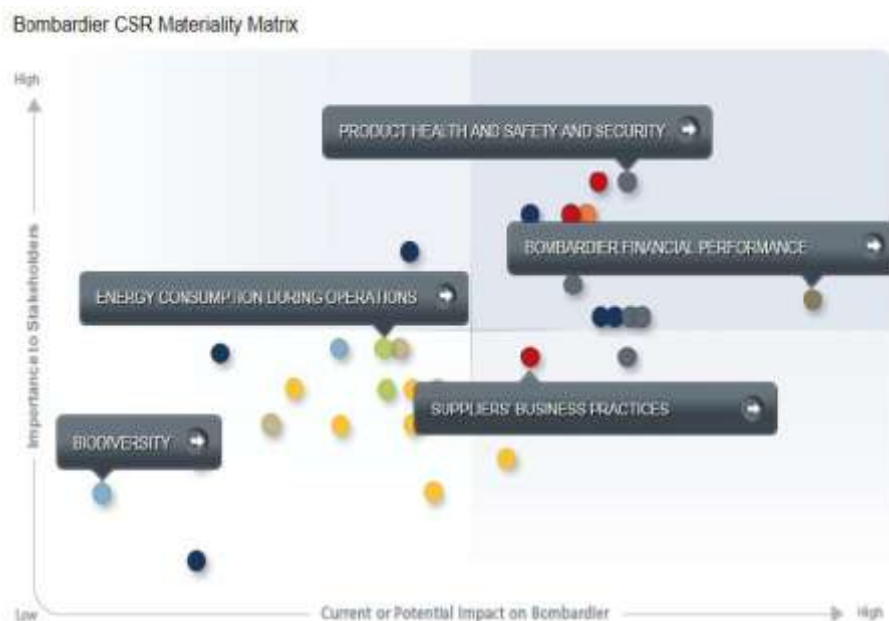 Bombardier CSR Materiality Matrix
High
PRODUCT HEALTH AND SAFETY AND SECURITY
BOMBARDIER FINANCIAL PERFORMANCE
ENERGY CONSUMPTION DURING OPERATIONS
Importance to Stakeholders
SUPPLIERS' BUSINESS PRACTICES
BIODIVERSITY
Low
Current or Potential Impact on Bombardier
High